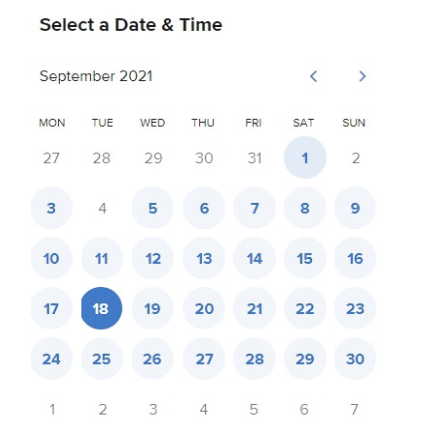 Select a Date & Time
September 2021
MON TUE WED THU FRI SAT SUN
27 28 29 30 31 1 2
3 4 5 6 7 8 9
10 11 12 13 14 15 16
17 18 19 20 21 22 23
24 25 26 27 28 29 30
1 2 3 4 5 6 7